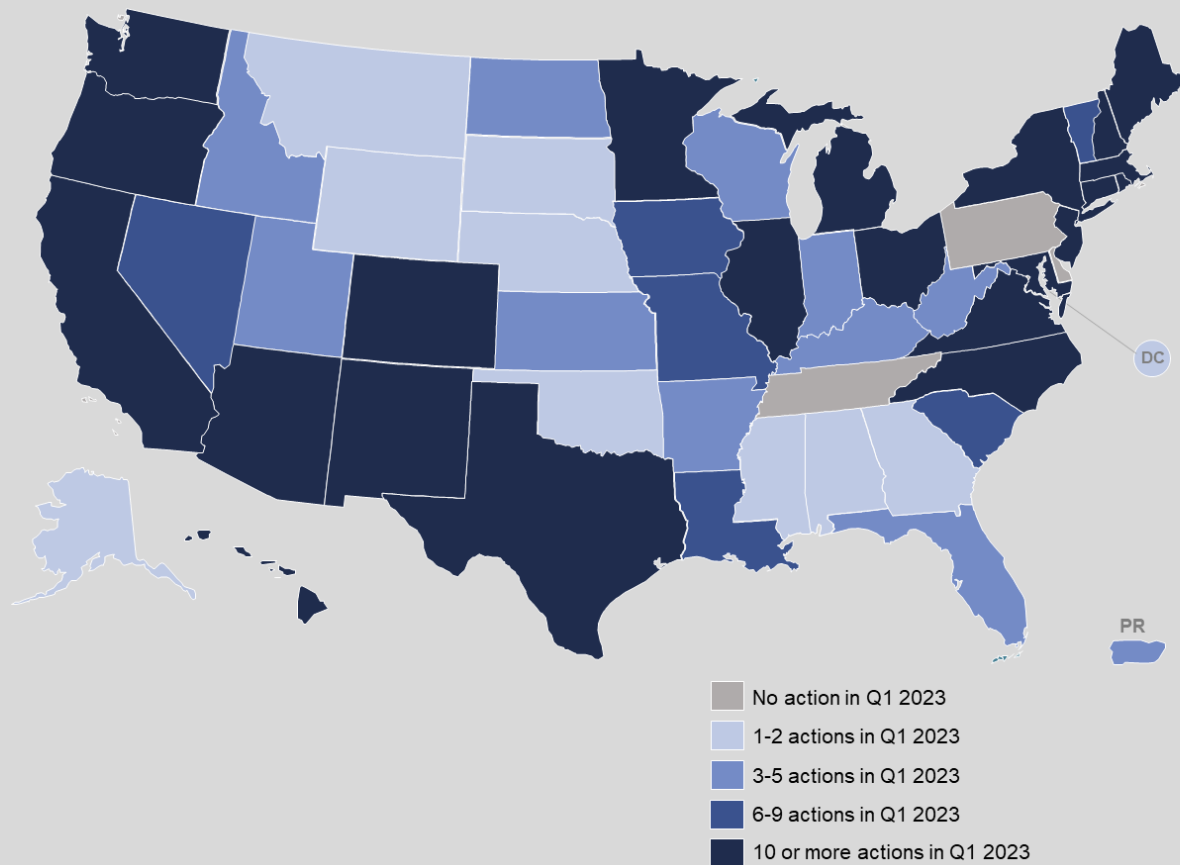 DC
PR
No action in Q1 2023
1-2 actions in Q1 2023
3-5 actions in Q1 2023
6-9 actions in Q1 2023
10 or more actions in Q1 2023